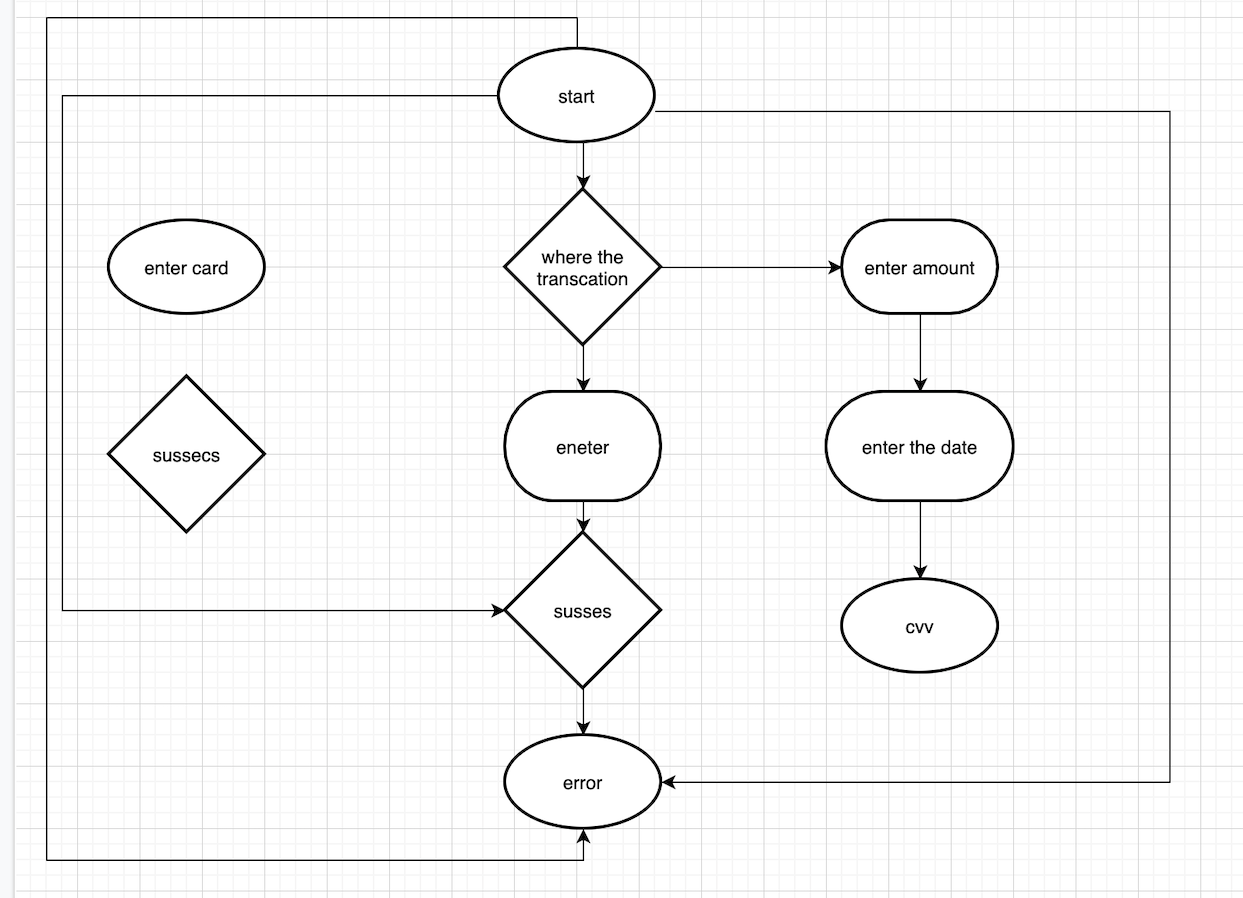 start
enter card
where the
transcation
enter amount
sussecs
eneter
enter the date
susses
cvv
error